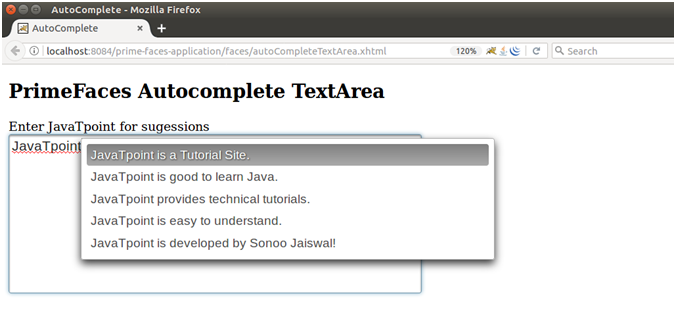 AutoComplete - Mozilla Firefox
AutoComplete
localhost:8084/prime-faces-application/faces/autoCompleteTextArea.xhtml
120%
Search
PrimeFaces Autocomplete TextArea
Enter JavaTpoint for sugessions
JavaTpoint
JavaTpoint is a Tutorial Site.
JavaTpoint is good to learn Java.
JavaTpoint provides technical tutorials.
JavaTpoint is easy to understand.
JavaTpoint is developed by Sonoo Jaiswal!